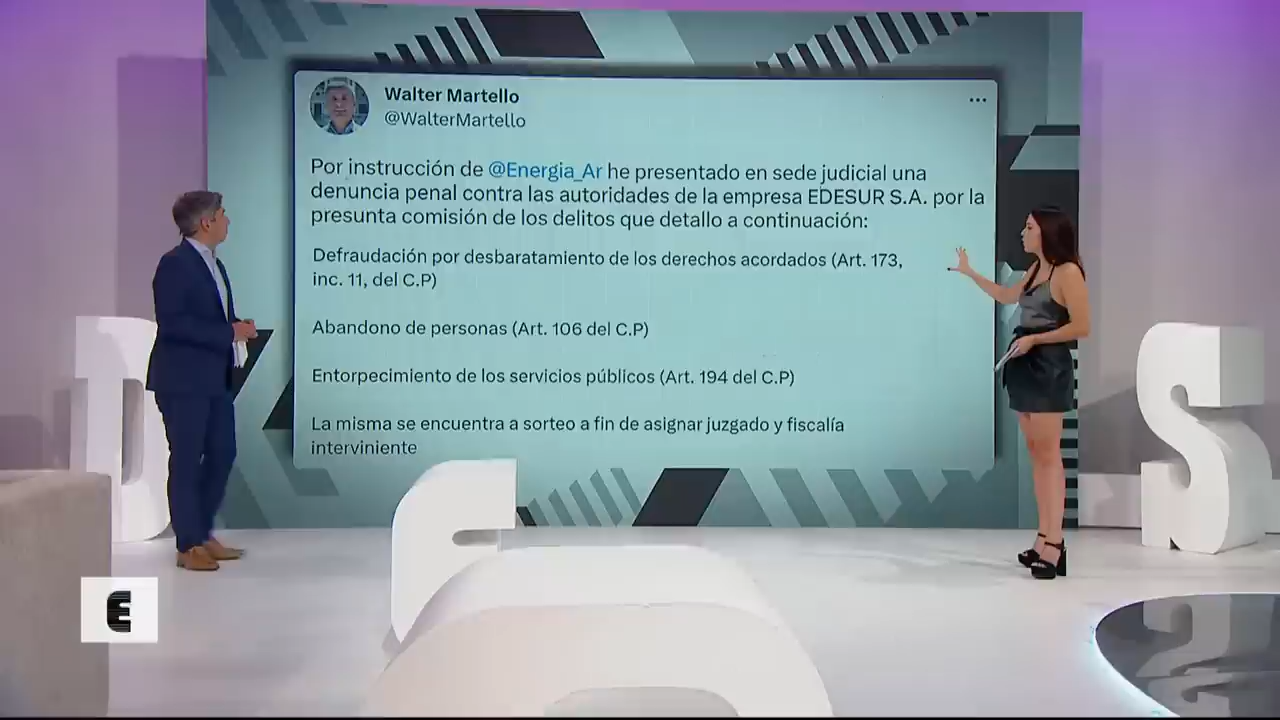 Walter Martello
@WalterMartello
Por instrucción de @Energia_Ar he presentado en sede judicial una
denuncia penal contra las autoridades de la empresa EDESUR S.A. por la
presunta comisión de los delitos que detallo a continuación:
Defraudación por desbaratamiento de los derechos acordados (Art. 173,
inc. 11, del C.P)
Abandono de personas (Art. 106 del C.P)
Entorpecimiento de los servicios públicos (Art. 194 del C.P)
La misma se encuentra a sorteo a fin de asignar juzgado y fiscalía
interviniente
S
E